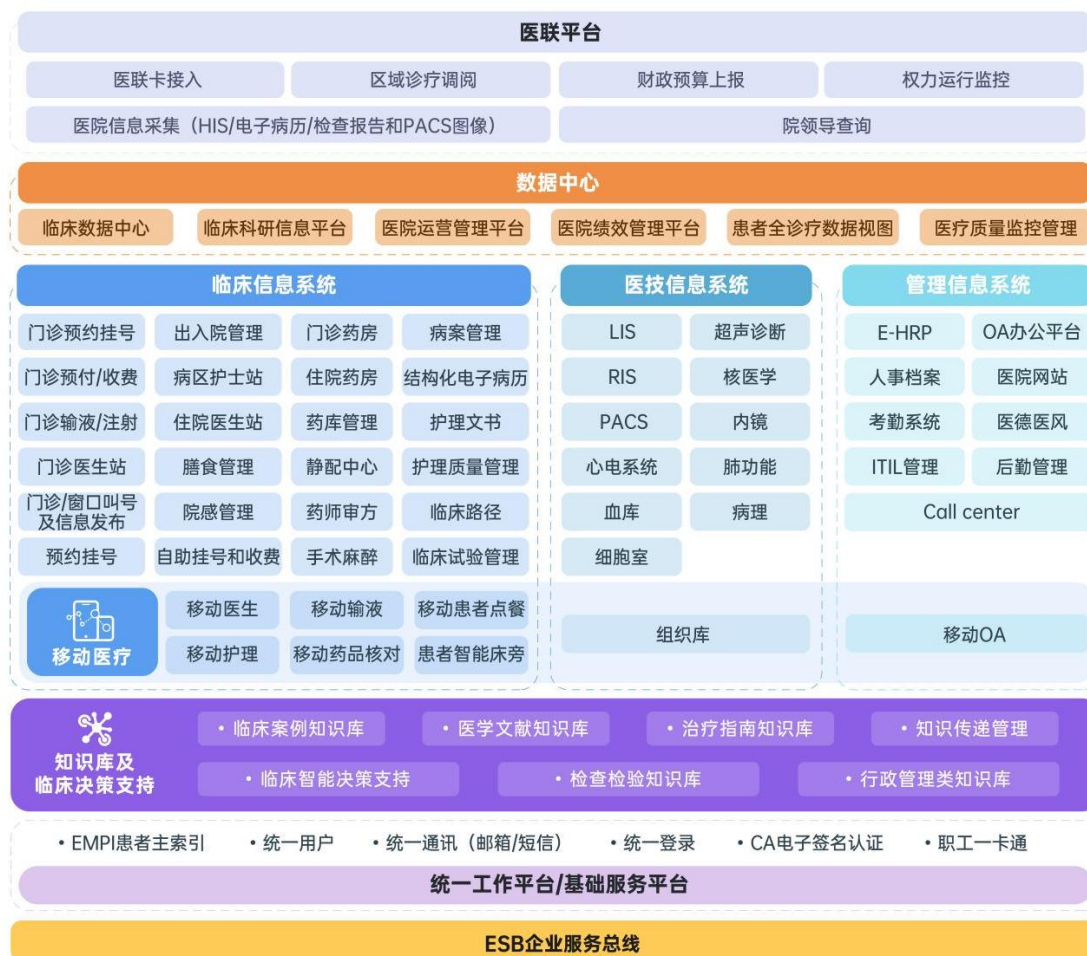 医联平台
医联卡接入
区域诊疗调阅
财政预算上报
权力运行监控
医院信息采集（HIS/电子病历/检查报告和PACS图像）
院领导查询
数据中心
临床数据中心
临床科研信息平台
医院运营管理平台
医院绩效管理平台
患者全诊疗数据视图
医疗质量监控管理
临床信息系统
门诊预约挂号
出入院管理
门诊药房
病案管理
门诊预付/收费
病区护士站
住院药房
结构化电子病历
门诊输液/注射
住院医生站
药库管理
护理文书
门诊医生站
膳食管理
静配中心
护理质量管理
门诊/窗口叫号
及信息发布
院感管理
药师审方
临床路径
预约挂号
自助挂号和收费
手术麻醉
临床试验管理
移动医疗
移动医生
移动输液
移动患者点餐
移动护理
移动药品核对
患者智能床旁
医技信息系统
LIS
超声诊断
RIS
核医学
PACS
内镜
心电系统
肺功能
血库
病理
细胞室
组织库
管理信息系统
E-HRP
OA办公平台
人事档案
医院网站
考勤系统
医德医风
ITIL管理
后勤管理
Call center
移动OA
知识库及
临床决策支持
• 临床案例知识库
• 医学文献知识库
• 治疗指南知识库
• 知识传递管理
• 临床智能决策支持
• 检查检验知识库
• 行政管理类知识库
• EMPI患者主索引
• 统一用户
• 统一通讯（邮箱/短信）
• 统一登录
• CA电子签名认证
• 职工一卡通
统一工作平台/基础服务平台
ESB企业服务总线